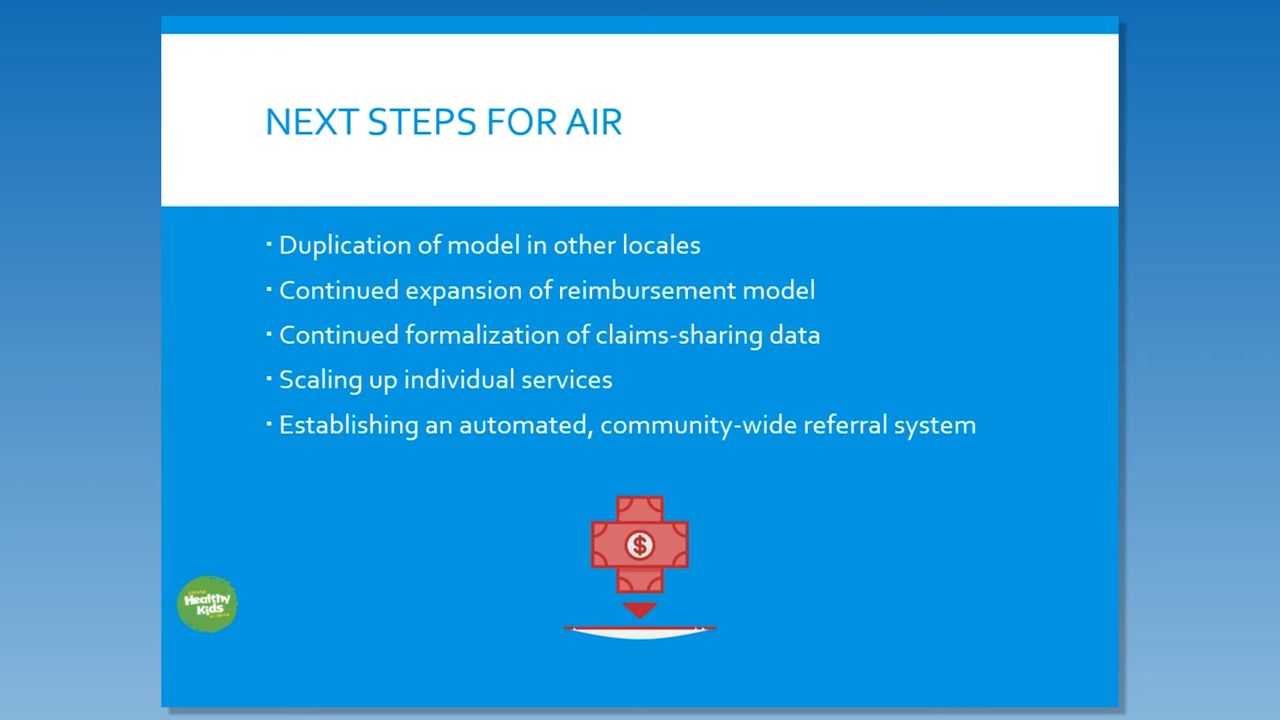 NEXT STEPS FOR AIR
▪ Duplication of model in other locales
▪ Continued expansion of reimbursement model
▪ Continued formalization of claims-sharing data
▪ Scaling up individual services
▪ Establishing an automated, community-wide referral system
$
Healthy
Kids